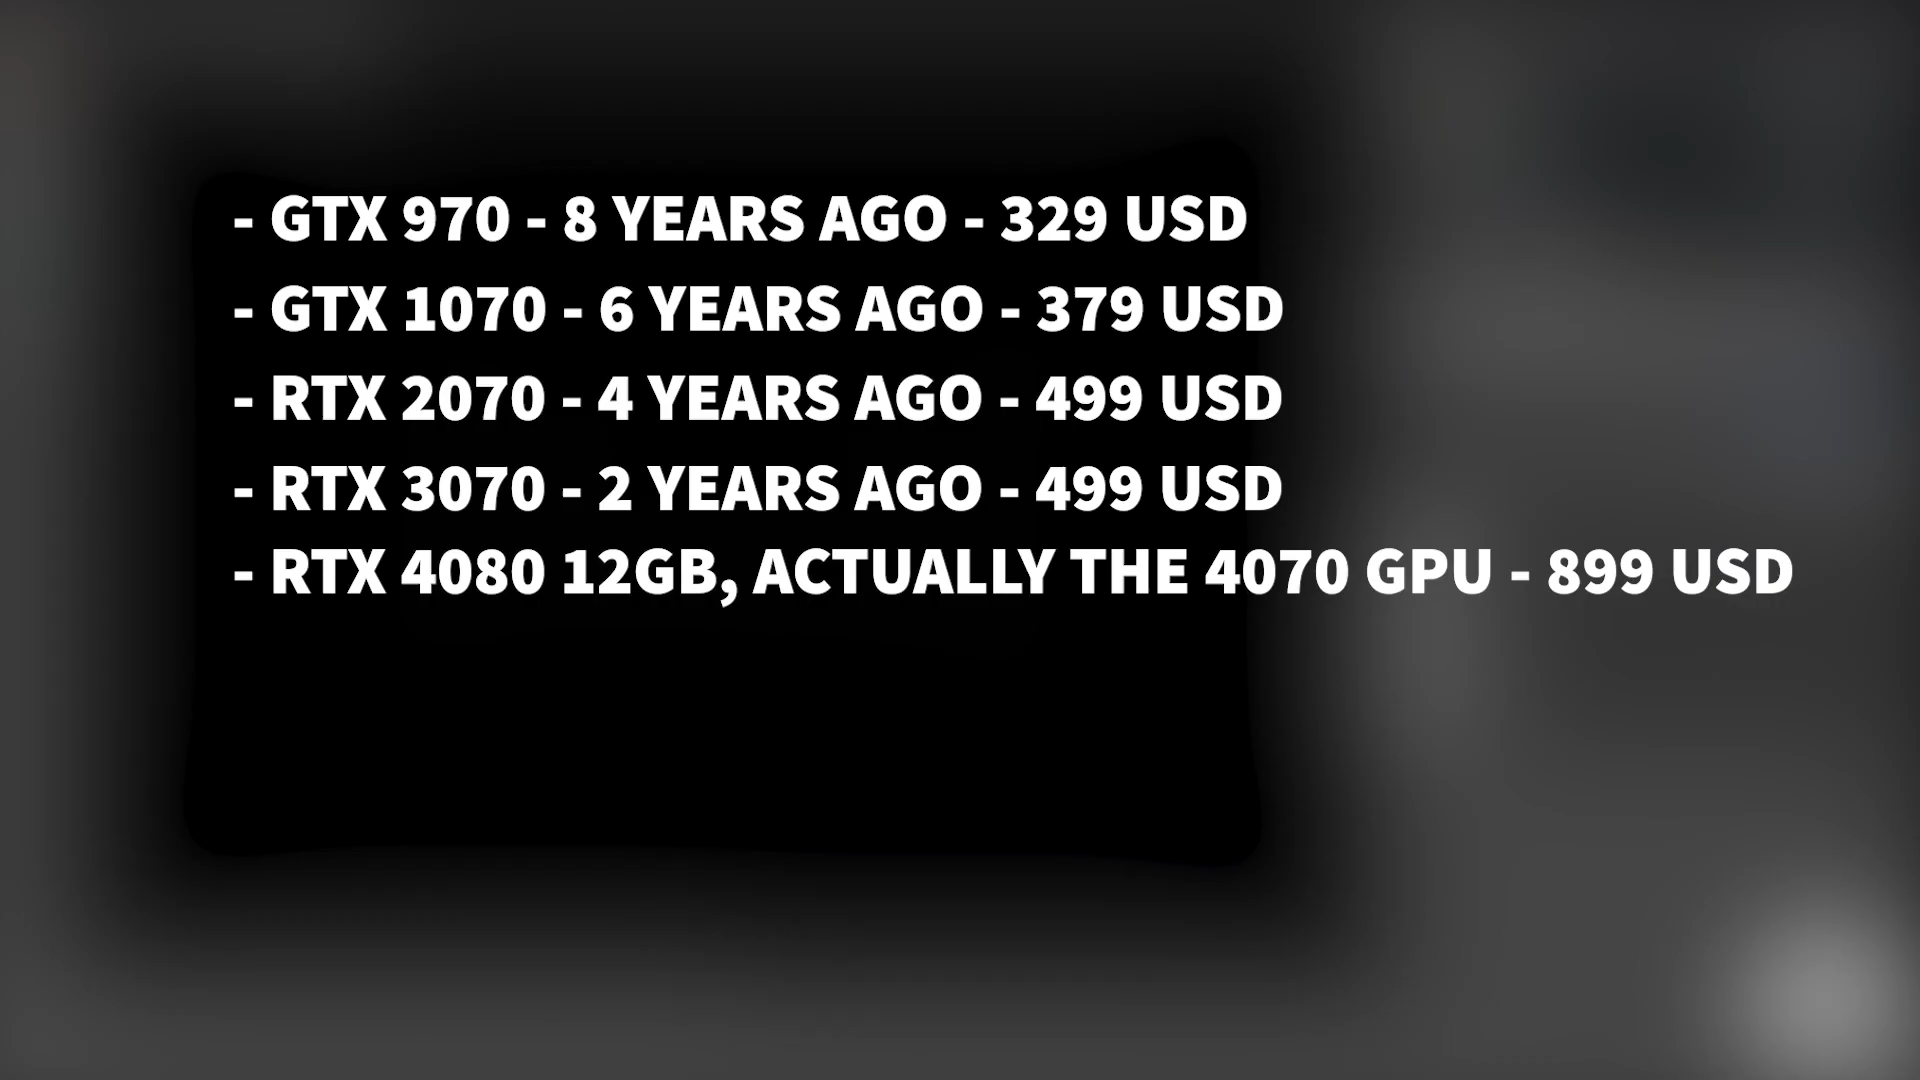 - GTX 970 - 8 YEARS AGO - 329 USD
- GTX 1070 - 6 YEARS AGO - 379 USD
- RTX 2070 - 4 YEARS AGO - 499 USD
- RTX 3070 - 2 YEARS AGO - 499 USD
- RTX 4080 12GB, ACTUALLY THE 4070 GPU - 899 USD